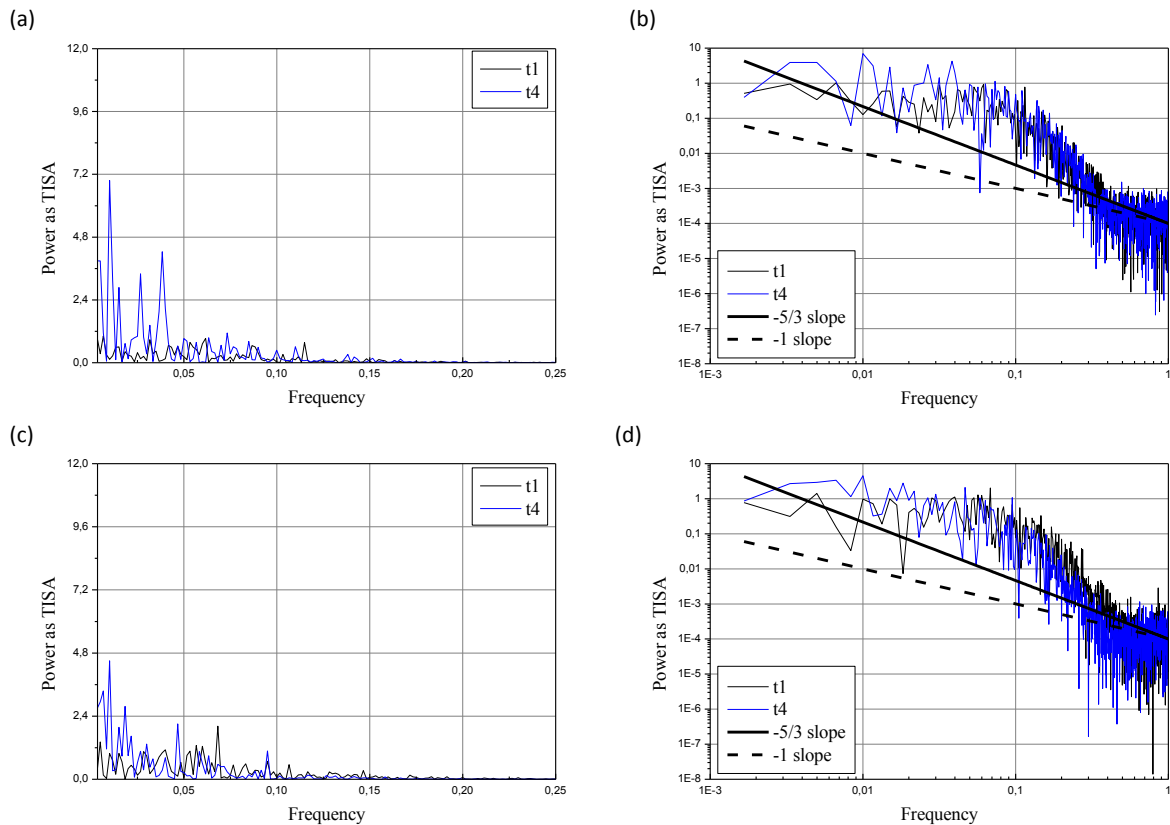 (a)
12,0
9,6
7,2
4,8
2,4
0,0
Power as TISA
0,05
0,10
0,15
0,20
0,25
Frequency
t1
t4
(b)
10
1
0,1
0,01
1E-3
1E-4
1E-5
1E-6
1E-7
1E-8
Power as TISA
1E-3
0,01
0,1
1
Frequency
t1
t4
-5/3 slope
-1 slope
(c)
12,0
9,6
7,2
4,8
2,4
0,0
Power as TISA
0,05
0,10
0,15
0,20
0,25
Frequency
t1
t4
(d)
10
1
0,1
0,01
1E-3
1E-4
1E-5
1E-6
1E-7
1E-8
Power as TISA
1E-3
0,01
0,1
1
Frequency
t1
t4
-5/3 slope
-1 slope